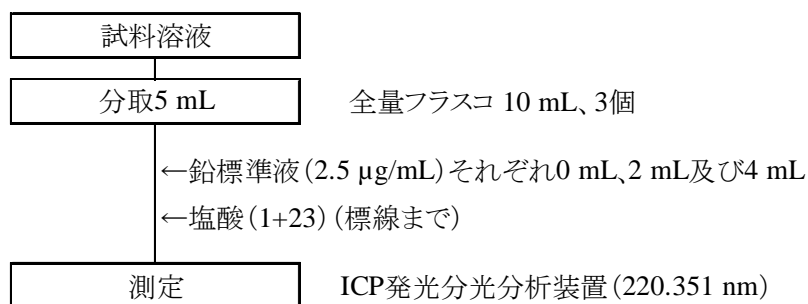 試料溶液
分取5 mL 全量フラスコ 10 mL、3個
←鉛標準液(2.5 µg/mL)それぞれ0 mL、2 mL及び4 mL
←塩酸(1+23)(標線まで)
測定 ICP発光分光分析装置(220.351 nm)